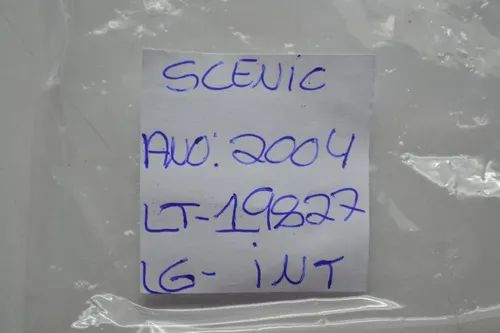 SCENIC
ANO: 2004
LT-19827
LG- INT